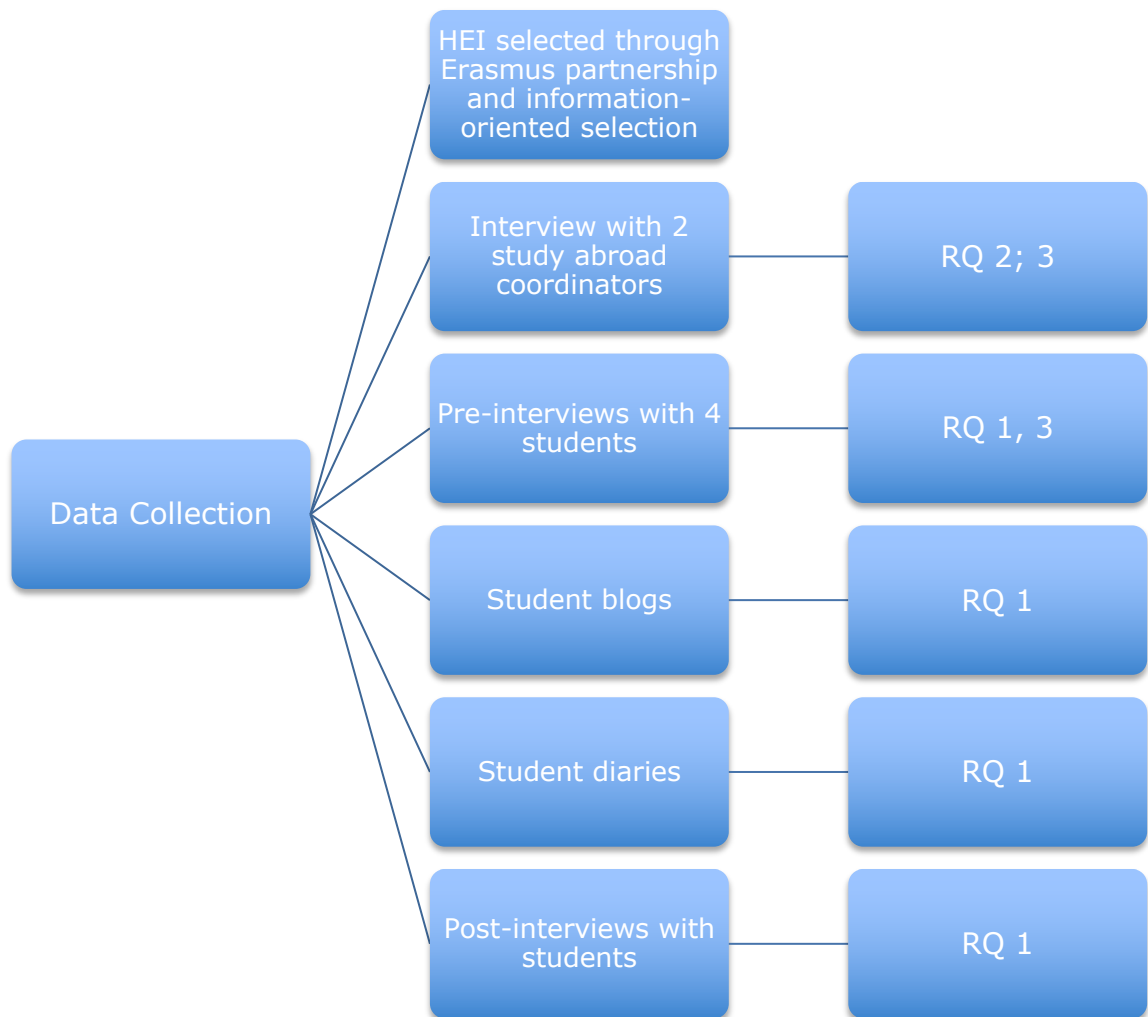 HEI selected through
Erasmus partnership
and information-
oriented selection
Interview with 2
study abroad
coordinators
RQ 2; 3
Pre-interviews with 4
students
RQ 1, 3
Data Collection
Student blogs
RQ 1
Student diaries
RQ 1
Post-interviews with
students
RQ 1